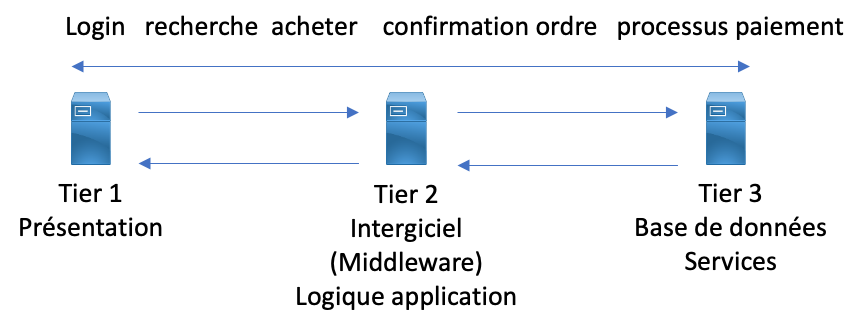 Login recherche acheter confirmation ordre processus paiement
Tier 1
Présentation
Tier 2
Intergiciel
(Middleware)
Logique application
Tier 3
Base de données
Services